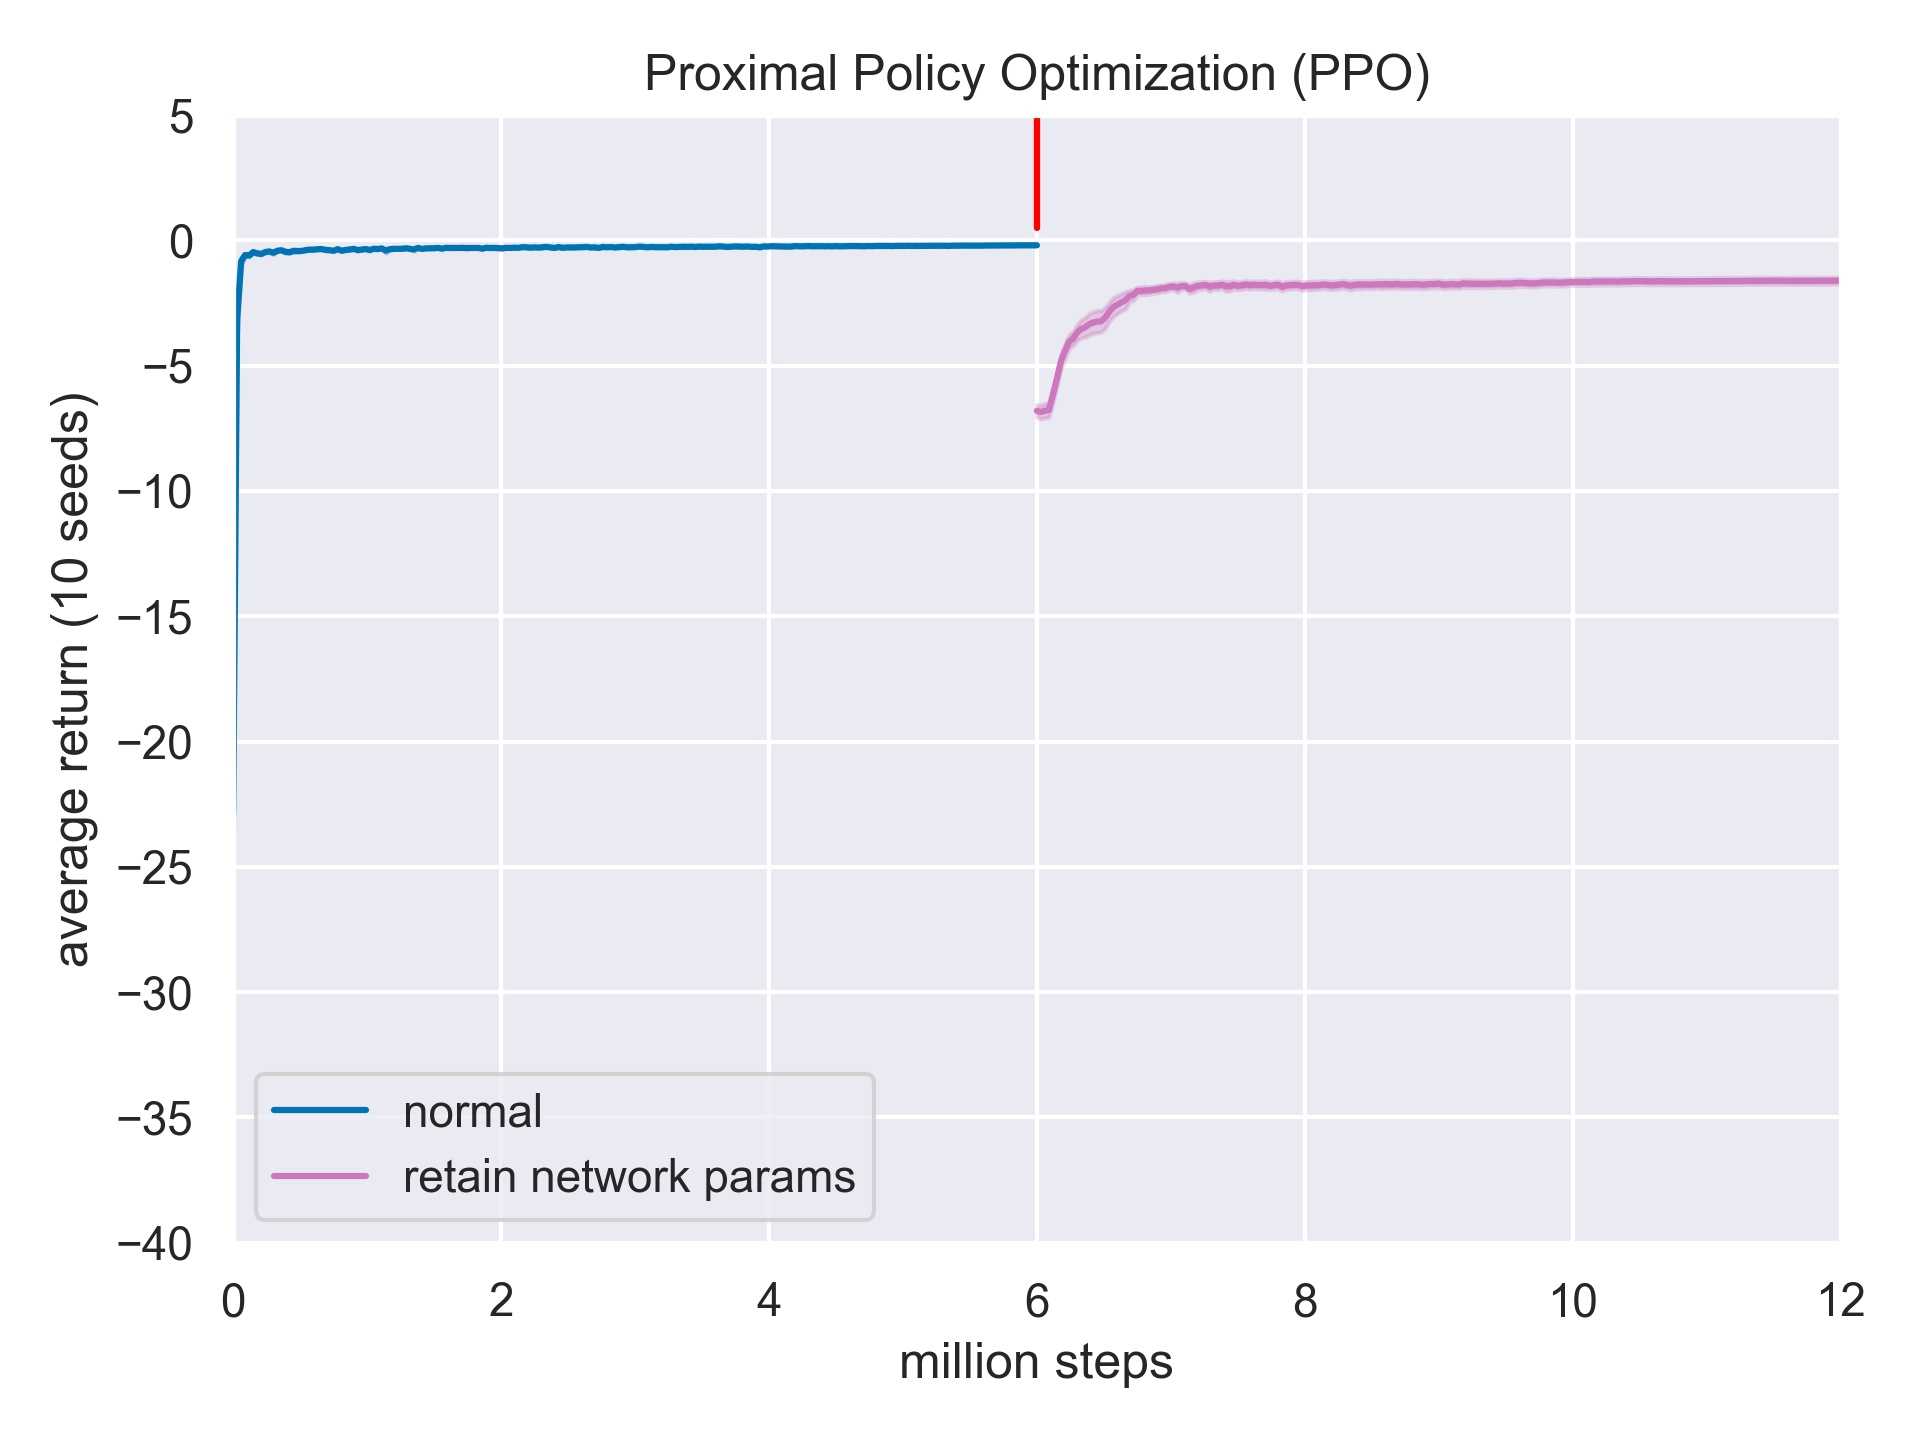 Proximal Policy Optimization (PPO)
5
0
−5
−10
−15
−20
−25
−30
−35
−40
average return (10 seeds)
normal
retain network params
0 2 4 6 8 10 12
million steps